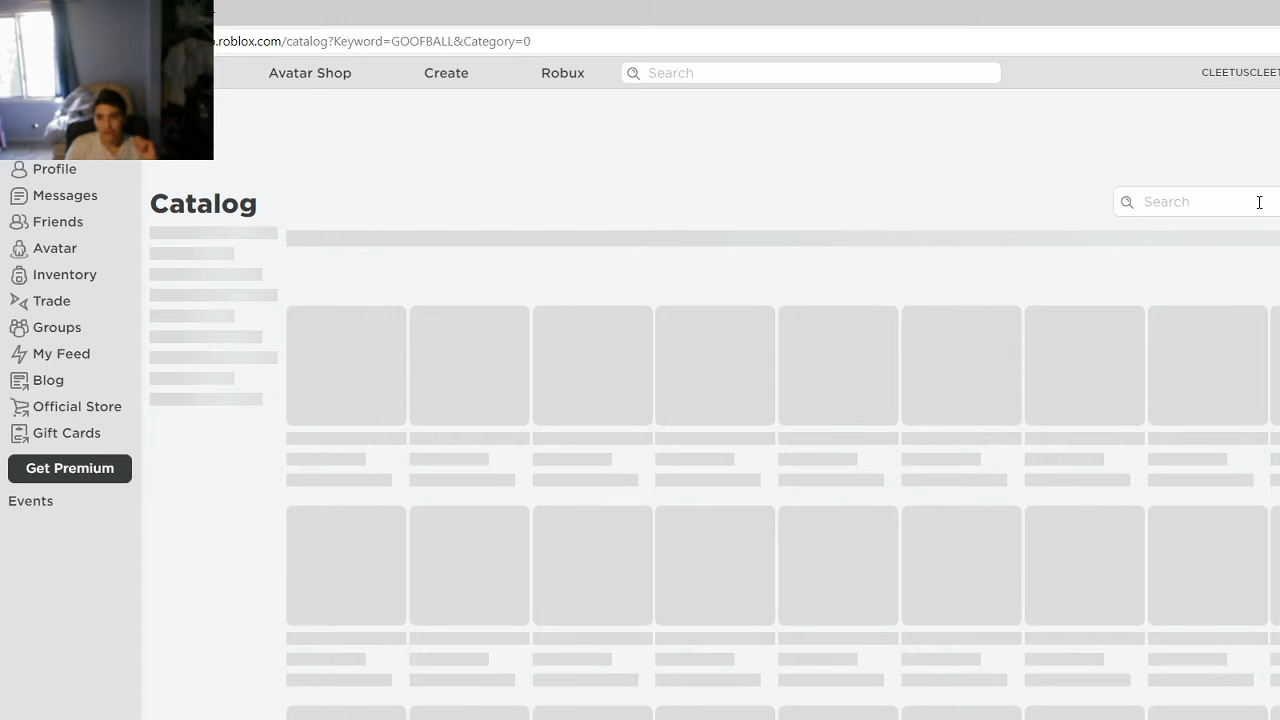 .roblox.com/catalog?Keyword=GOOFBALL&Category=0
Avatar Shop
Create
Robux
Search
CLEETUSCLEET
Profile
Messages
Friends
Avatar
Inventory
Trade
Groups
My Feed
Blog
Official Store
Gift Cards
Get Premium
Events
Catalog
Search